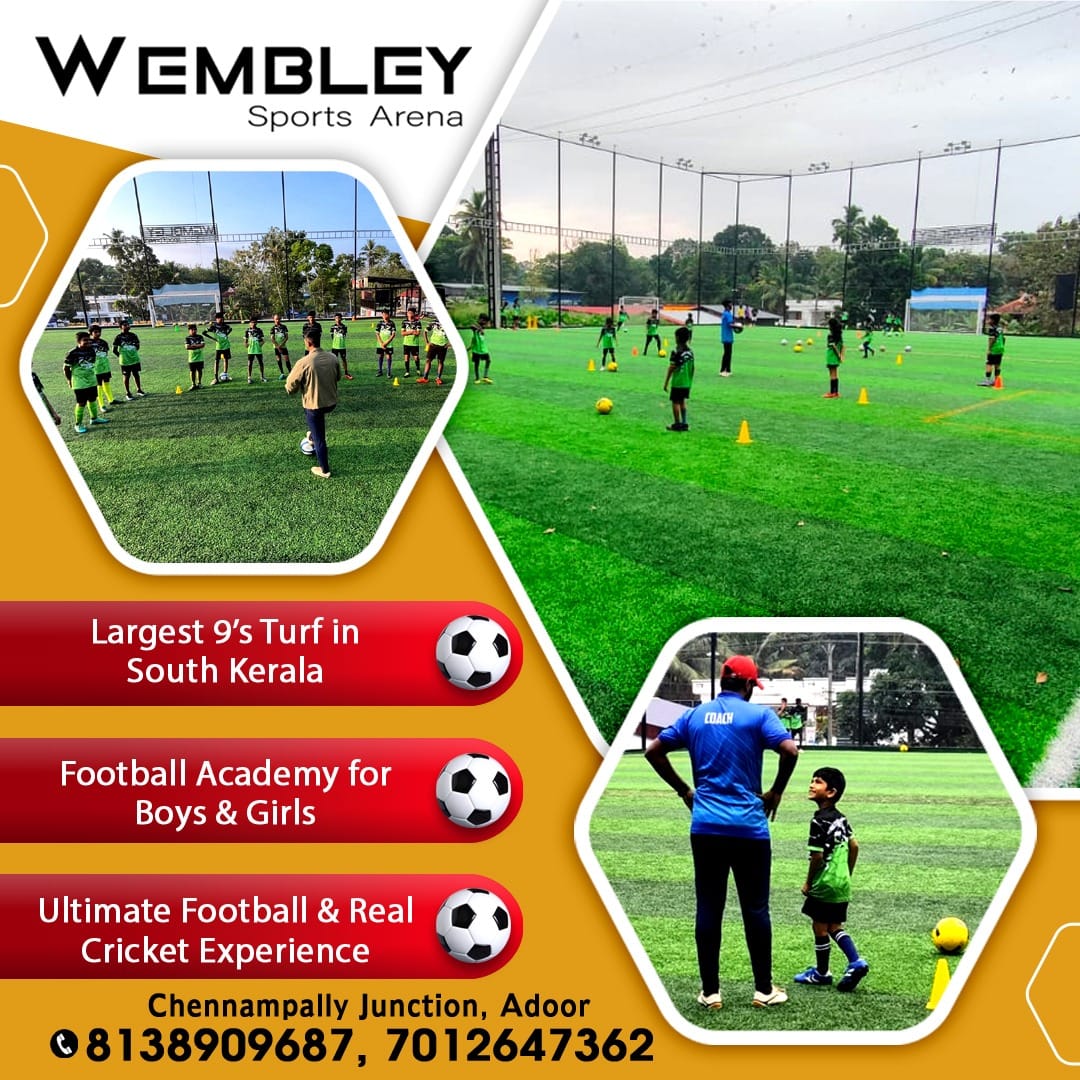 WEMBLEY
Sports Arena
WEMBLEY
Largest 9's Turf in
South Kerala
COACH
Football Academy for
Boys & Girls
Ultimate Football & Real
Cricket Experience
Chennampally Junction, Adoor
8138909687, 7012647362